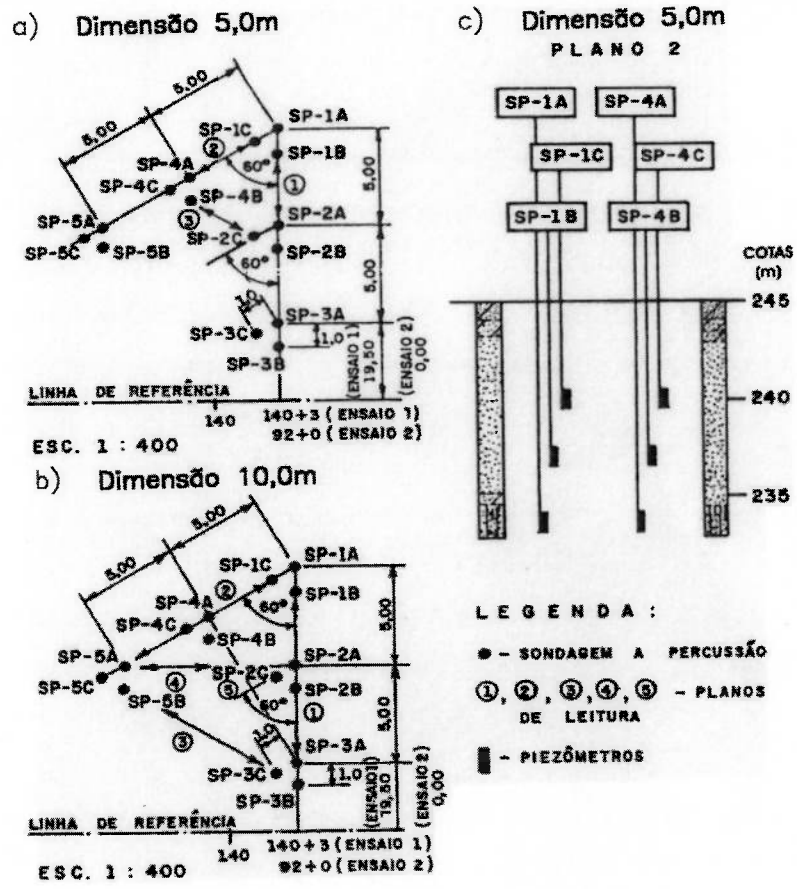 a) Dimensão 5,0m
5,00
5,00
SP-1A
SP-1C
②
SP-1B
60°
①
SP-4A
SP-4C
SP-4B
③
5,00
SP-2A
SP-5A
SP-2C
SP-5C
SP-5B
SP-2B
60°
5,00
1,0
SP-3A
SP-3C
1,0
SP-3B
(ENSAIO 1)
19,50
(ENSAIO 2)
0,00
LINHA DE REFERÊNCIA
140
140+3 (ENSAIO 1)
92+0 (ENSAIO 2)
ESC. 1 : 400
b) Dimensão 10,0m
5,00
5,00
SP-1A
SP-1C
②
SP-1B
60°
SP-4A
SP-4C
SP-4B
5,00
SP-5A
SP-2A
SP-5C
④
SP-2C
⑤
SP-5B
SP-2B
60°
①
5,00
③
1,0
SP-3A
SP-3C
1,0
SP-3B
(ENSAIO 1)
19,50
(ENSAIO 2)
0,00
LINHA DE REFERÊNCIA
140
140+3 (ENSAIO 1)
92+0 (ENSAIO 2)
ESC. 1 : 400
c) Dimensão 5,0m
PLANO 2
SP-1A
SP-4A
SP-1C
SP-4C
SP-1B
SP-4B
COTAS
(m)
245
240
235
LEGENDA:
● - SONDAGEM A PERCUSSÃO
①, ②, ③, ④, ⑤ - PLANOS
DE LEITURA
- PIEZÔMETROS